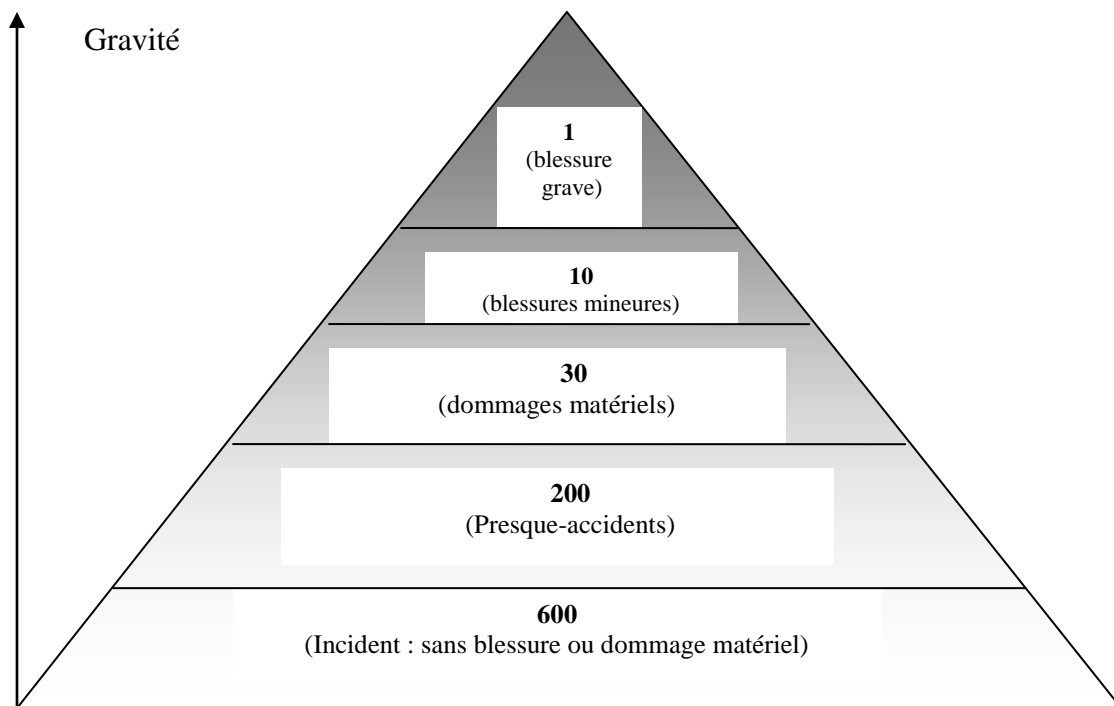 Gravité
1
(blessure
grave)
10
(blessures mineures)
30
(dommages matériels)
200
(Presque-accidents)
600
(Incident : sans blessure ou dommage matériel)